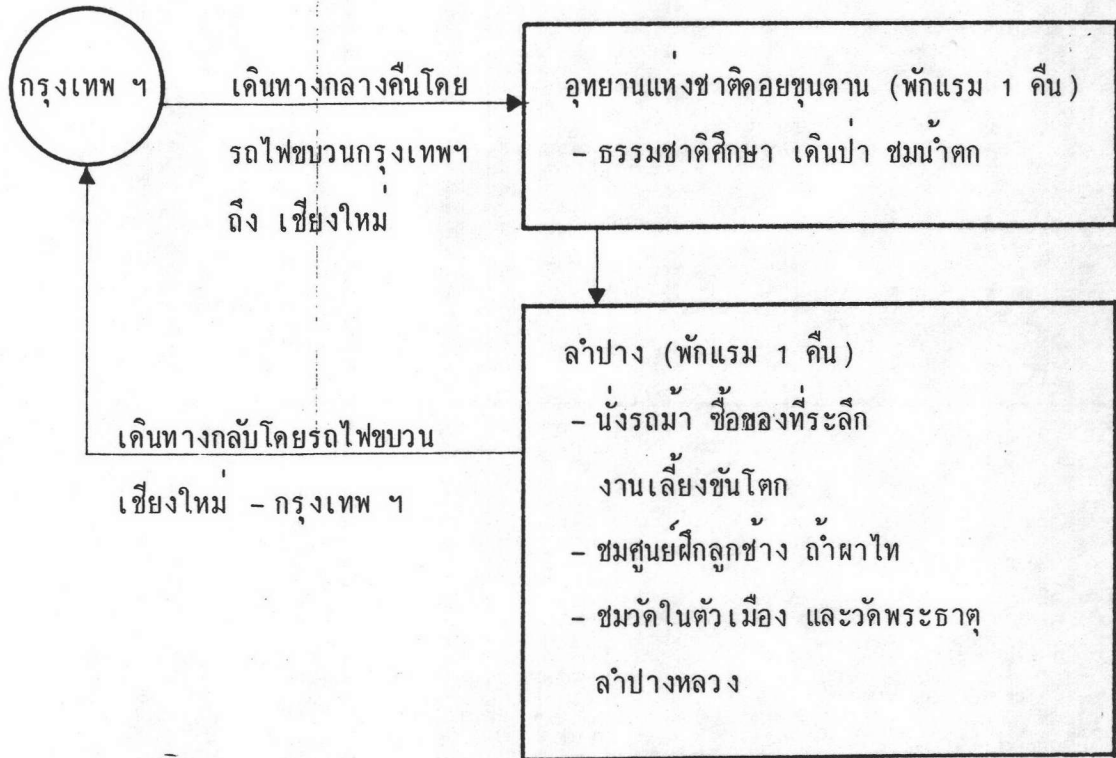 กรุงเทพ ฯ
เดินทางกลางคืนโดย
รถไฟขบวนกรุงเทพฯ
ถึง เชียงใหม่
อุทยานแห่งชาติดอยขุนตาน (พักแรม 1 คืน)
- ธรรมชาติศึกษา เดินป่า ชมน้ำตก
ลำปาง (พักแรม 1 คืน)
- นั่งรถม้า ซื้อของที่ระลึก
งานเลี้ยงขันโตก
- ชมศูนย์ฝึกลูกช้าง ถ้ำผาไท
- ชมวัดในตัวเมือง และวัดพระธาตุ
ลำปางหลวง
เดินทางกลับโดยรถไฟขบวน
เชียงใหม่ - กรุงเทพ ฯ